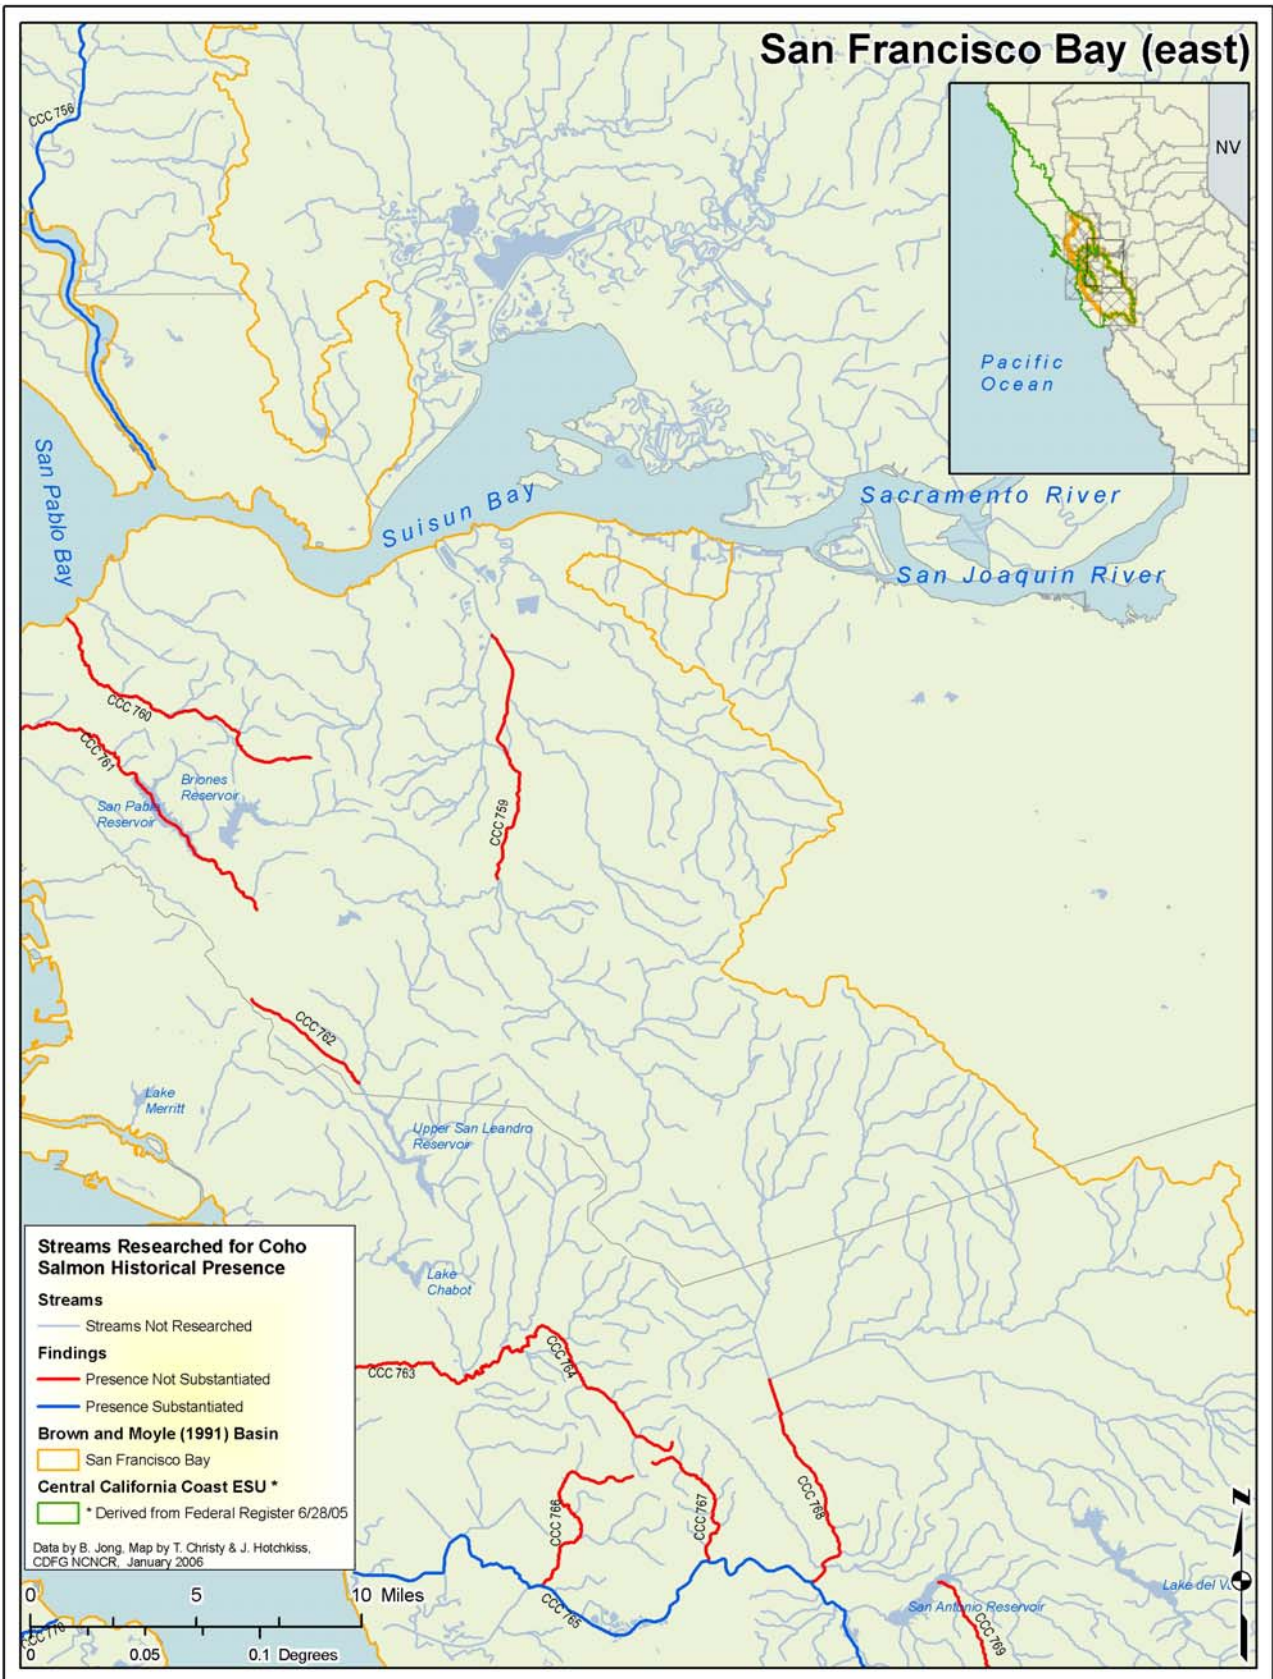 San Francisco Bay (east)
NV
Pacific
Ocean
CCC 756
San Pablo Bay
Suisun Bay
Sacramento River
San Joaquin River
CCC 760
CCC 761
Briones
Reservoir
San Pablo
Reservoir
CCC 759
CCC 762
Lake
Merritt
Upper San Leandro
Reservoir
Lake
Chabot
CCC 763
CCC 764
CCC 766
CCC 767
CCC 768
CCC 765
San Antonio Reservoir
CCC 769
Lake del
Streams Researched for Coho
Salmon Historical Presence
Streams
Streams Not Researched
Findings
Presence Not Substantiated
Presence Substantiated
Brown and Moyle (1991) Basin
San Francisco Bay
Central California Coast ESU *
* Derived from Federal Register 6/28/05
Data by B. Jong, Map by T. Christy & J. Hotchkiss,
CDFG NCNCR, January 2006
0 5 10 Miles
CCC 770
0 0.05 0.1 Degrees
Z